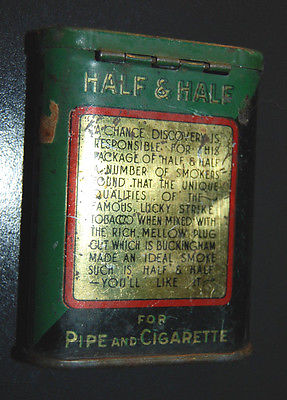 HALF & HALF
A CHANCE DISCOVERY IS
RESPONSIBLE FOR THIS
PACKAGE OF HALF & HALF
A NUMBER OF SMOKERS
FOUND THAT THE UNIQUE
QUALITIES OF THE
FAMOUS, LUCKY STRIKE
TOBACCO WHEN MIXED WITH
THE RICH, MELLOW PLUG
CUT WHICH IS BUCKINGHAM
MADE AN IDEAL SMOKE
SUCH IS HALF & HALF
—YOU'LL LIKE IT—
FOR
PIPE AND CIGARETTE